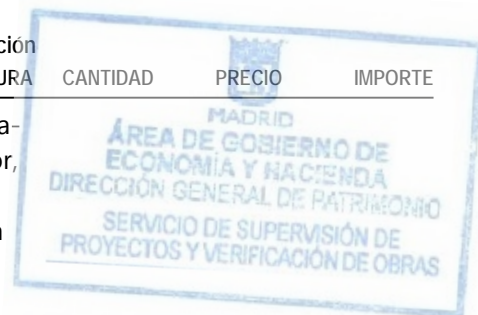 ción
URA CANTIDAD PRECIO IMPORTE
a-
or,
MADRID
ÁREA DE GOBIERNO DE
ECONOMÍA Y HACIENDA
DIRECCIÓN GENERAL DE PATRIMONIO
SERVICIO DE SUPERVISIÓN DE
PROYECTOS Y VERIFICACIÓN DE OBRAS